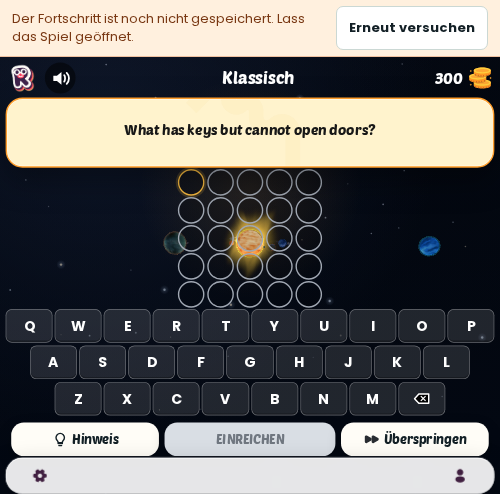 Der Fortschritt ist noch nicht gespeichert. Lass
das Spiel geöffnet.
Erneut versuchen
Klassisch
300
What has keys but cannot open doors?
Q W E R T Y U I O P
A S D F G H J K L
Z X C V B N M
Hinweis
EINREICHEN
Überspringen